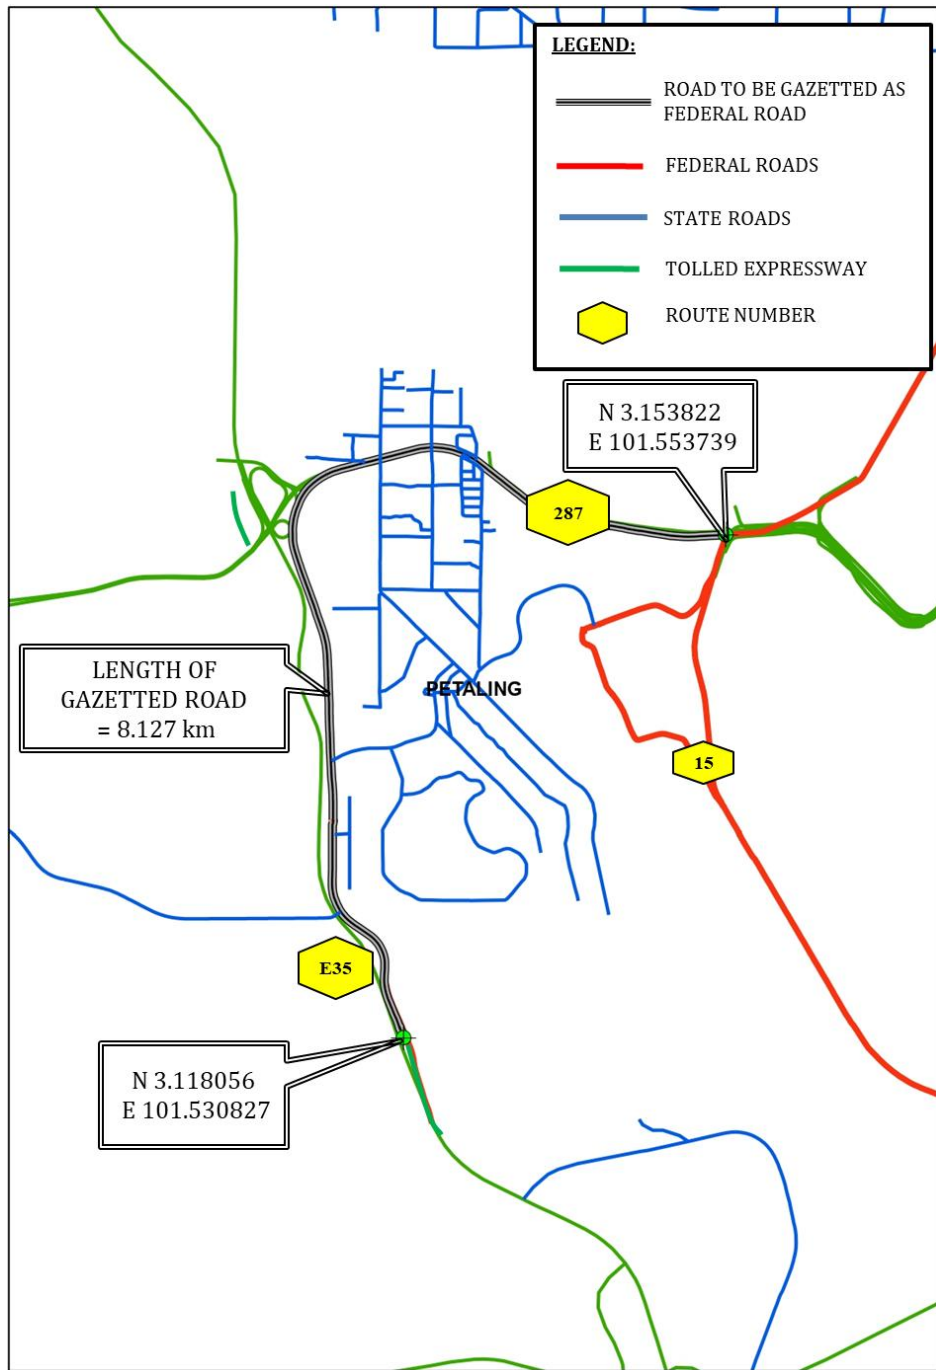 LEGEND:
ROAD TO BE GAZETTED AS
FEDERAL ROAD
FEDERAL ROADS
STATE ROADS
TOLLED EXPRESSWAY
ROUTE NUMBER
N 3.153822
E 101.553739
287
LENGTH OF
GAZETTED ROAD
= 8.127 km
PETALING
15
E35
N 3.118056
E 101.530827